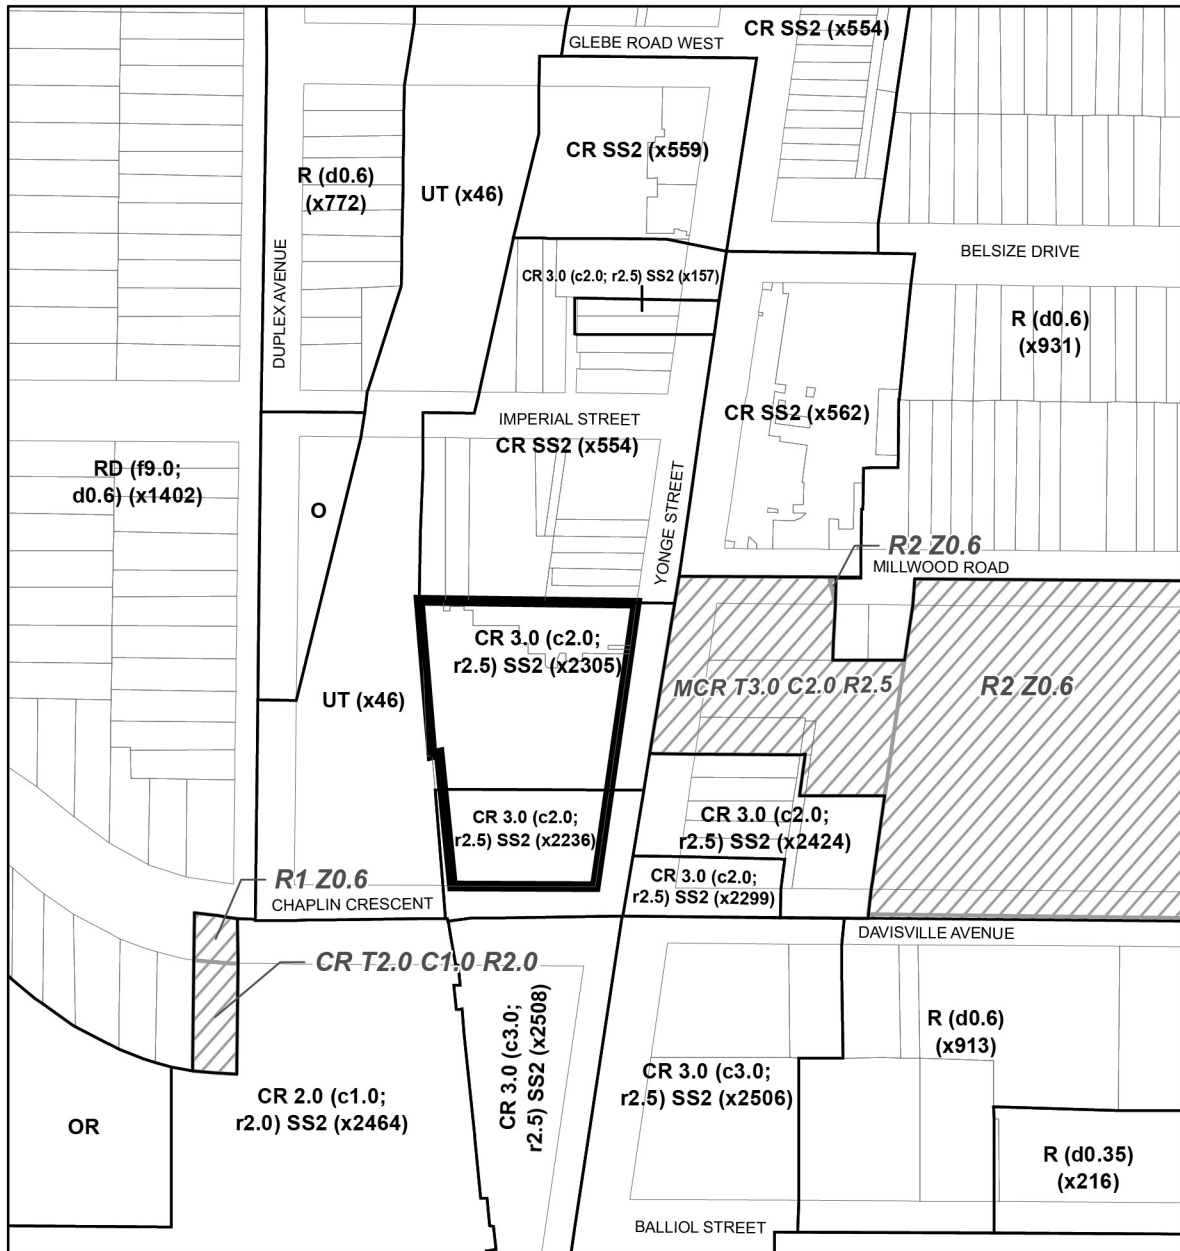 CR SS2 (x554)
GLEBE ROAD WEST
CR SS2 (x559)
R (d0.6)
(x772)
UT (x46)
DUPLEX AVENUE
BELSIZE DRIVE
CR 3.0 (c2.0; r2.5) SS2 (x157)
R (d0.6)
(x931)
CR SS2 (x562)
IMPERIAL STREET
CR SS2 (x554)
RD (f9.0;
d0.6) (x1402)
O
YONGE STREET
R2 Z0.6
MILLWOOD ROAD
CR 3.0 (c2.0;
r2.5) SS2 (x2305)
UT (x46)
MCR T3.0 C2.0 R2.5
R2 Z0.6
CR 3.0 (c2.0;
r2.5) SS2 (x2236)
CR 3.0 (c2.0;
r2.5) SS2 (x2424)
CR 3.0 (c2.0;
r2.5) SS2 (x2299)
R1 Z0.6
CHAPLIN CRESCENT
DAVISVILLE AVENUE
CR T2.0 C1.0 R2.0
CR 3.0 (c3.0;
r2.5) SS2 (x2508)
R (d0.6)
(x913)
CR 3.0 (c3.0;
r2.5) SS2 (x2506)
CR 2.0 (c1.0;
r2.0) SS2 (x2464)
OR
R (d0.35)
(x216)
BALLIOL STREET